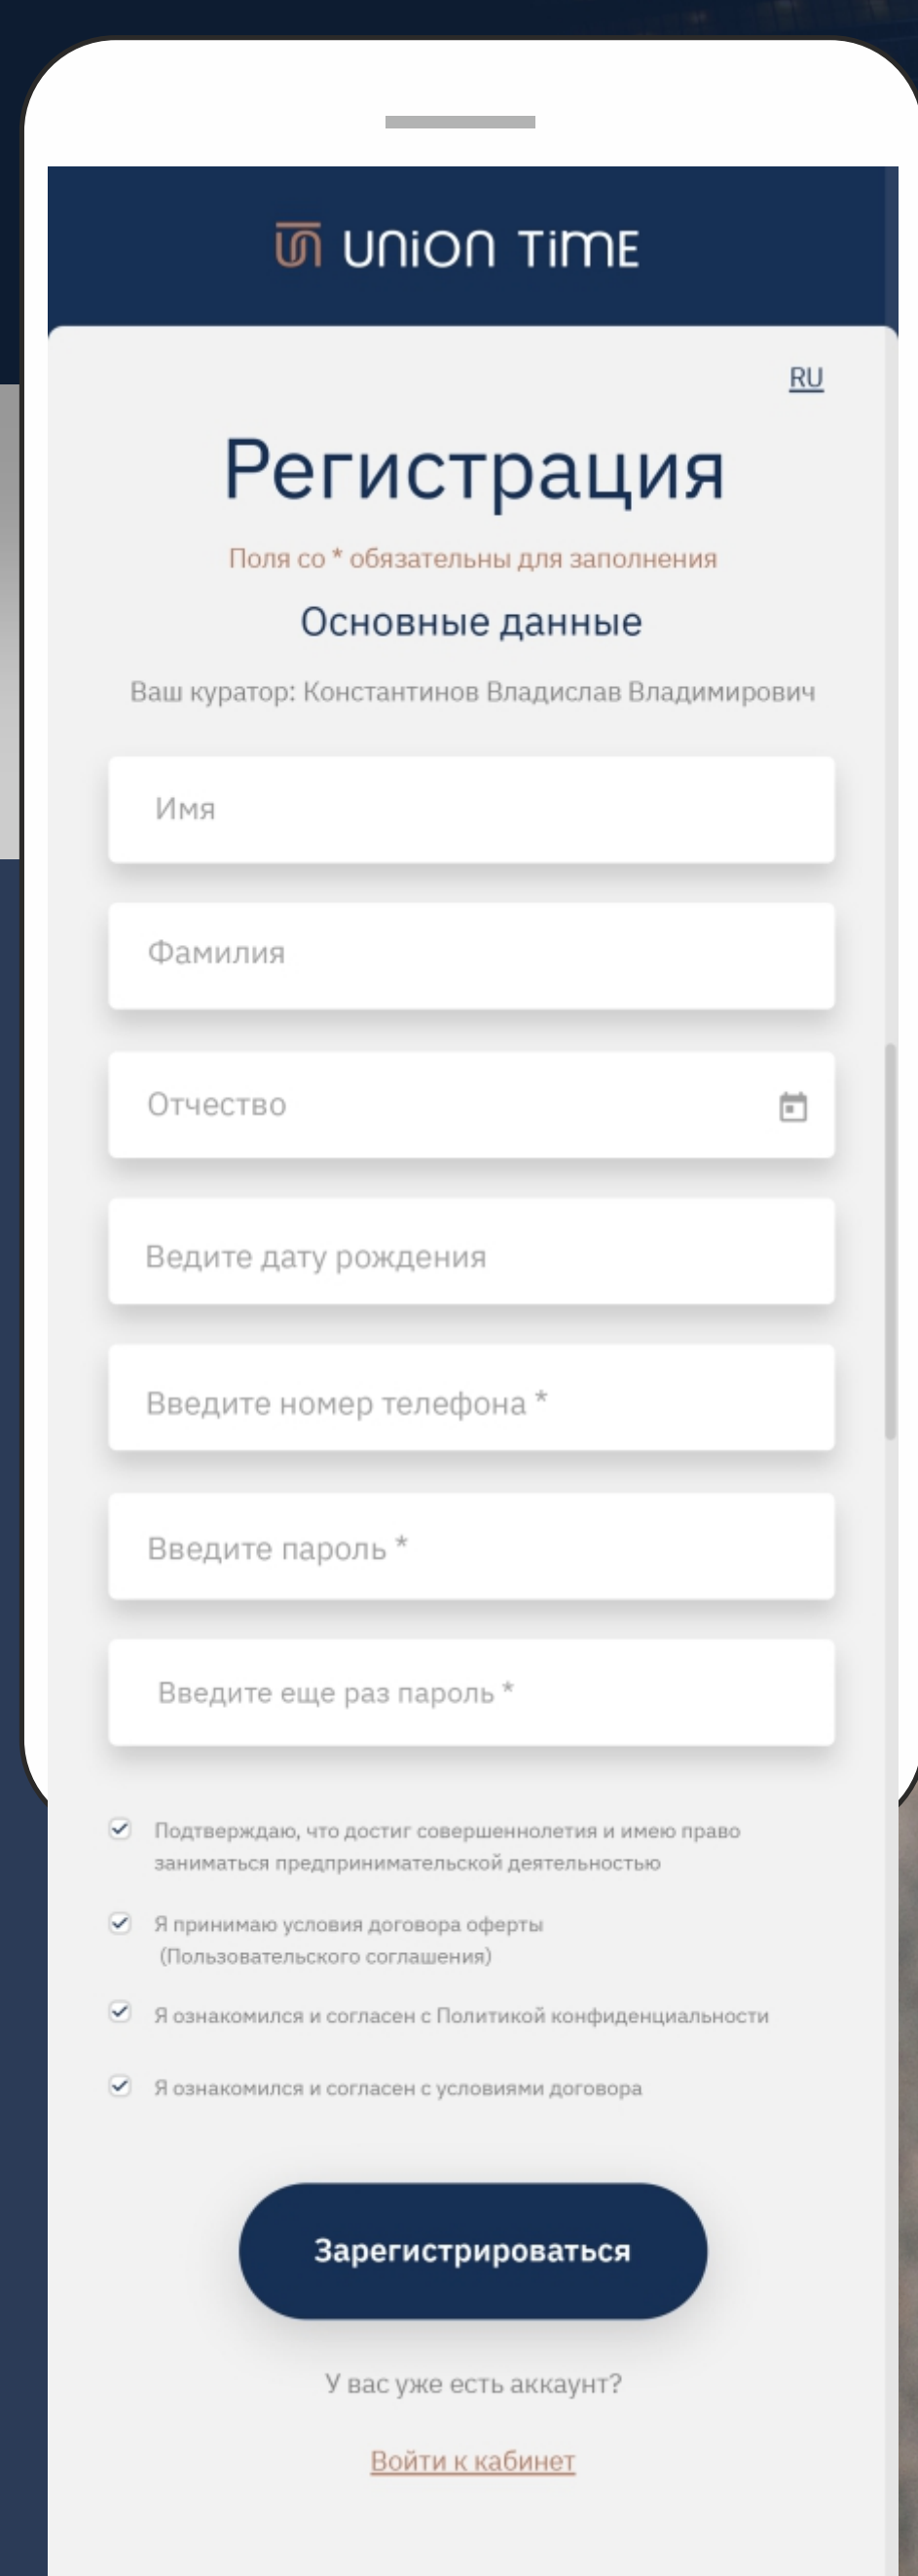 UNION TIME
RU
Регистрация
Поля со * обязательны для заполнения
Основные данные
Ваш куратор: Константинов Владислав Владимирович
Имя
Фамилия
Отчество
Ведите дату рождения
Введите номер телефона *
Введите пароль *
Введите еще раз пароль *
Подтверждаю, что достиг совершеннолетия и имею право
заниматься предпринимательской деятельностью
Я принимаю условия договора оферты
(Пользовательского соглашения)
Я ознакомился и согласен с Политикой конфиденциальности
Я ознакомился и согласен с условиями договора
Зарегистрироваться
У вас уже есть аккаунт?
Войти к кабинет